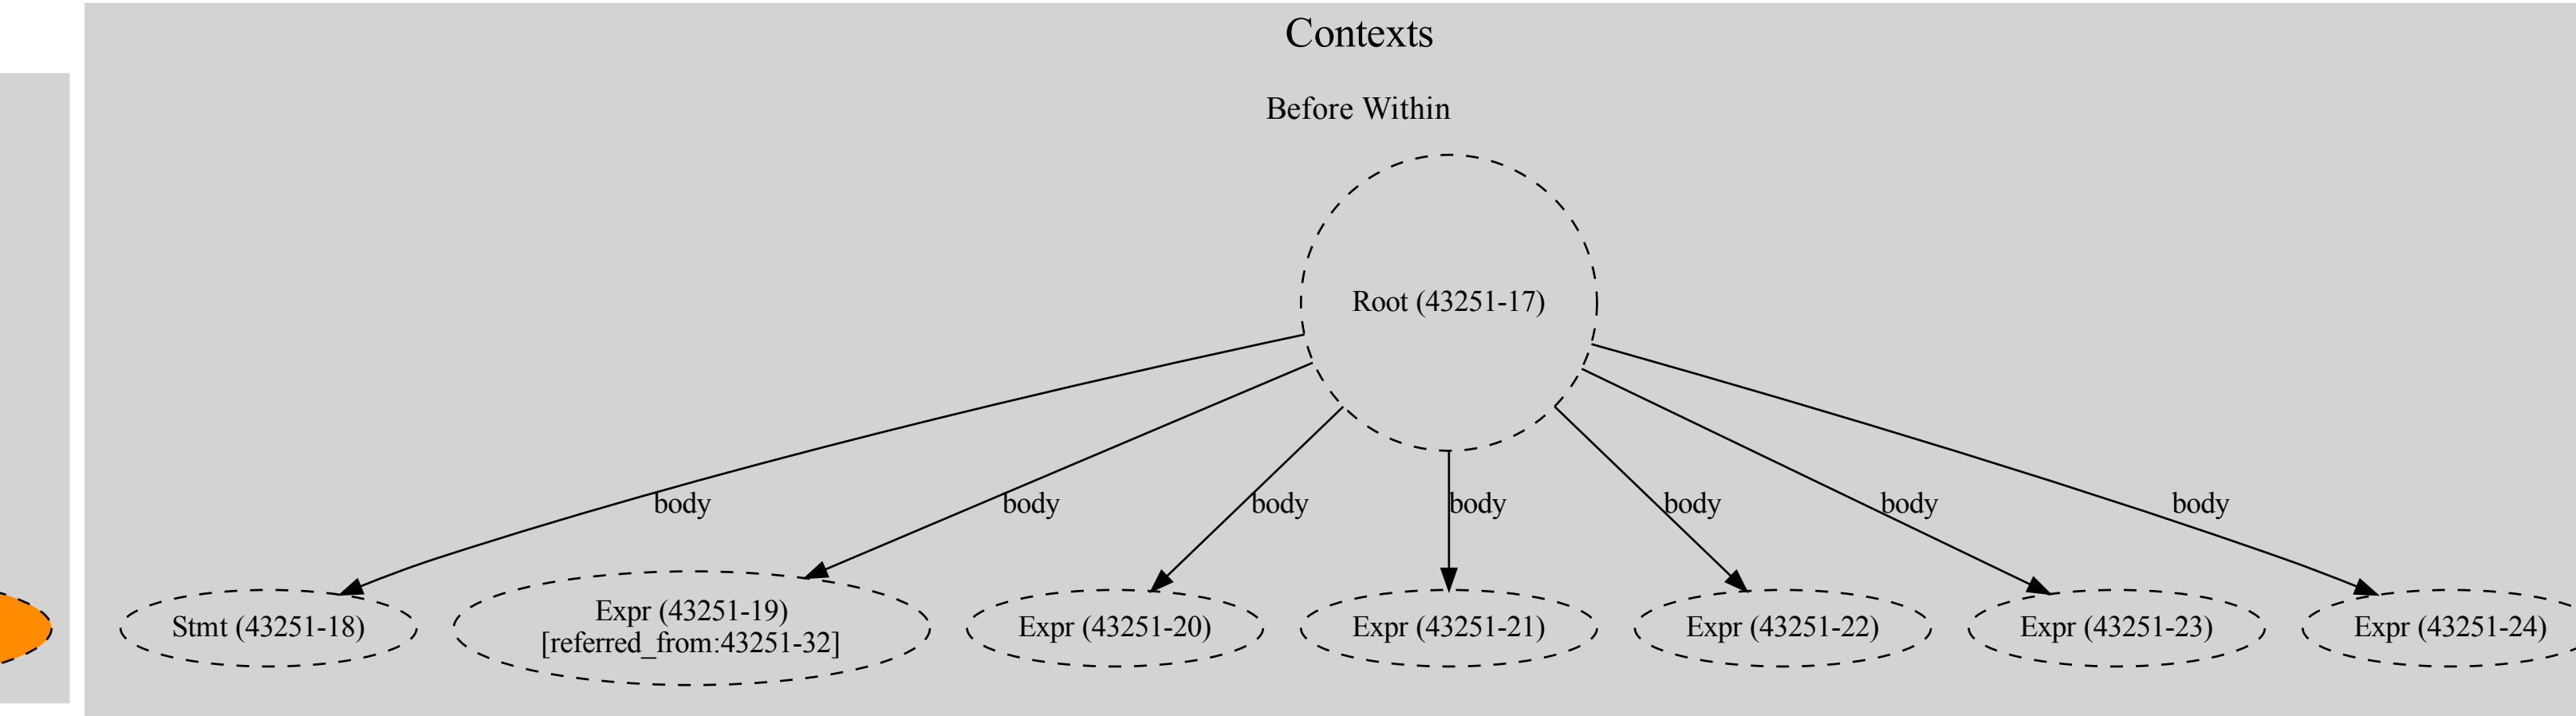 Contexts
Before Within
Root (43251-17)
body
body
body
body
body
body
body
Stmt (43251-18)
Expr (43251-19)
[referred_from:43251-32]
Expr (43251-20)
Expr (43251-21)
Expr (43251-22)
Expr (43251-23)
Expr (43251-24)